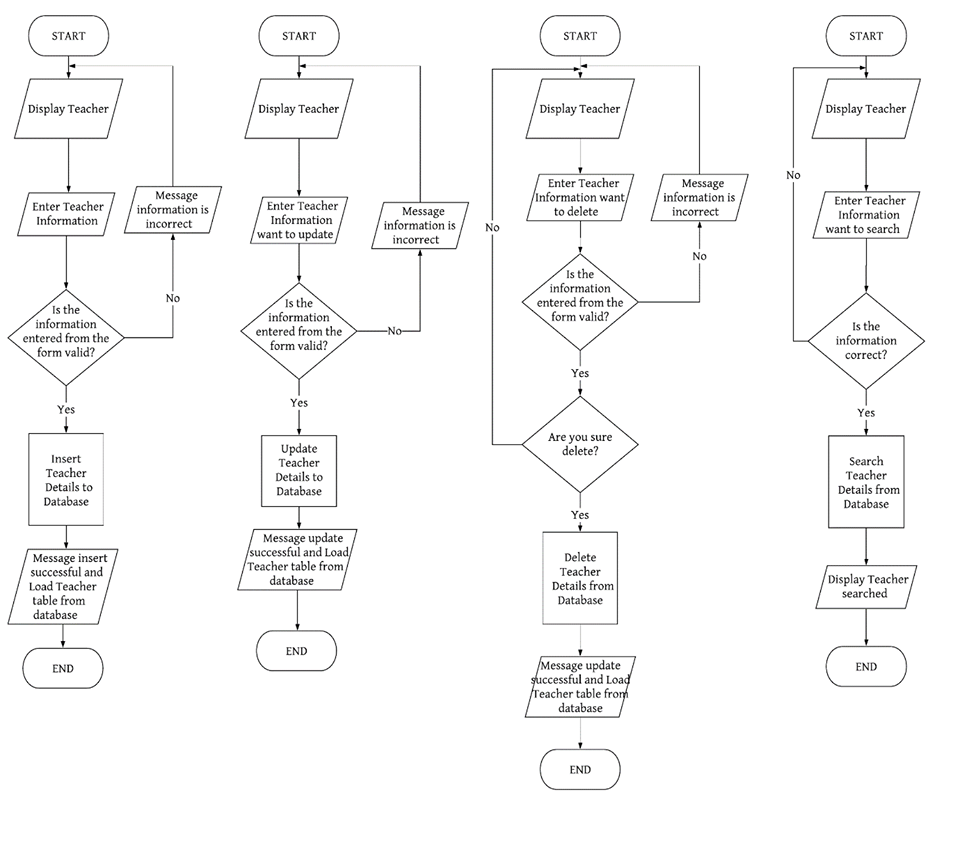 START
Display Teacher
Enter Teacher
Information
Message
information is
incorrect
No
Is the
information
entered from the
form valid?
Yes
Insert
Teacher
Details to
Database
Message insert
successful and
Load Teacher
table from
database
END
START
Display Teacher
Enter Teacher
Information
want to update
Message
information is
incorrect
Is the
information
entered from the
form valid?
No
Yes
Update
Teacher
Details to
Database
Message update
successful and Load
Teacher table from
database
END
START
Display Teacher
Enter Teacher
Information want
to delete
Message
information is
incorrect
No
No
Is the
information
entered from the
form valid?
Yes
Are you sure
delete?
Yes
Delete
Teacher
Details from
Database
Message update
successful and Load
Teacher table from
database
END
START
Display Teacher
No
Enter Teacher
Information
want to search
Is the
information
correct?
Yes
Search
Teacher
Details from
Database
Display Teacher
searched
END